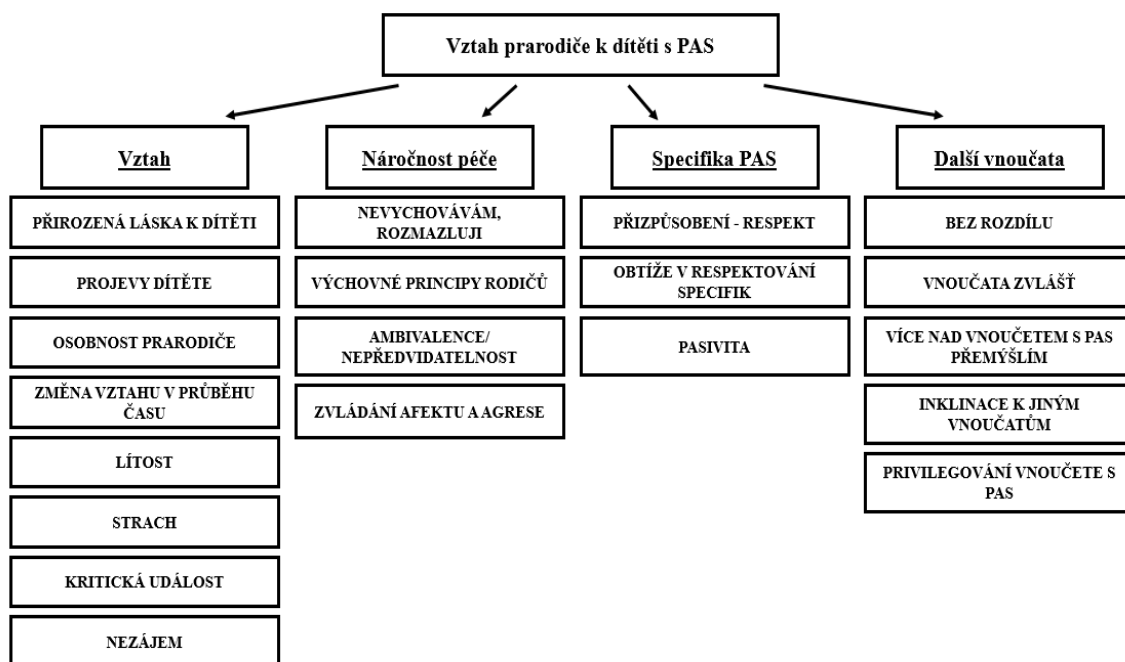 Vztah prarodiče k dítěti s PAS
Vztah
PŘIROZENÁ LÁSKA K DÍTĚTI
PROJEVY DÍTĚTE
OSOBNOST PRARODIČE
ZMĚNA VZTAHU V PRŮBĚHU
ČASU
LÍTOST
STRACH
KRITICKÁ UDÁLOST
NEZÁJEM
Náročnost péče
NEVYCHOVÁVÁM,
ROZMAZLUJI
VÝCHOVNÉ PRINCIPY RODIČŮ
AMBIVALENCE/
NEPŘEDVIDATELNOST
ZVLÁDÁNÍ AFEKTU A AGRESE
Specifika PAS
PŘIZPŮSOBENÍ - RESPEKT
OBTÍŽE V RESPEKTOVÁNÍ
SPECIFIK
PASIVITA
Další vnoučata
BEZ ROZDÍLU
VNOUČATA ZVLÁŠŤ
VÍCE NAD VNOUČETEM S PAS
PŘEMÝŠLÍM
INKLINACE K JINÝM
VNOUČATŮM
PRIVILEGOVÁNÍ VNOUČETE S
PAS